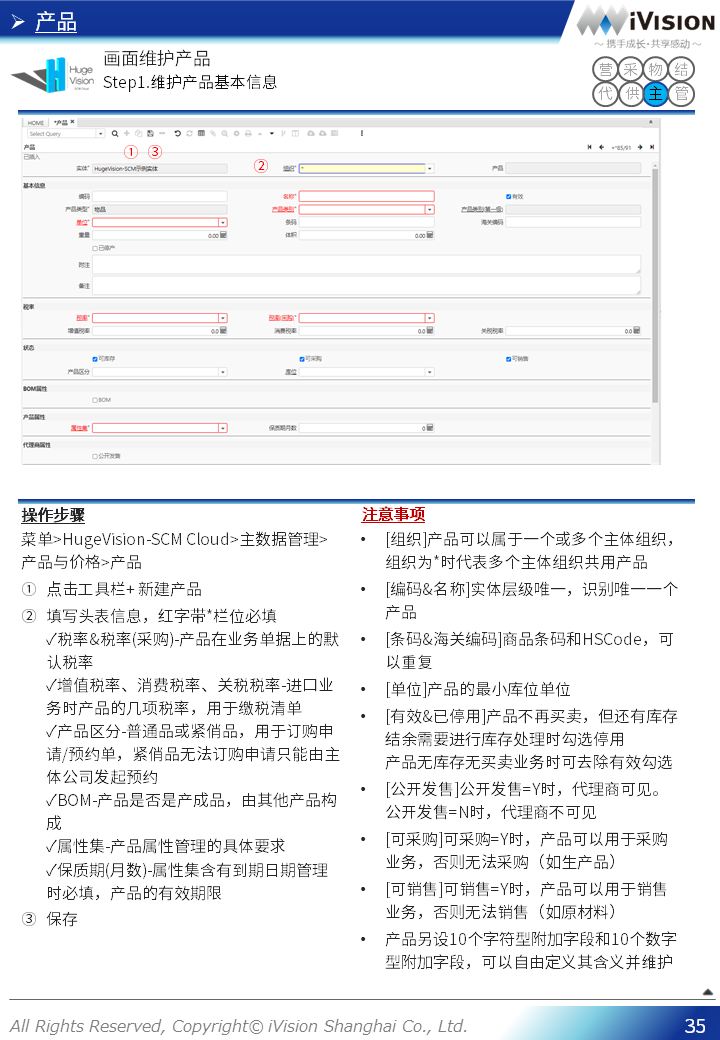 ➢ 产品
iVision
～ 携手成长·共享感动 ～
Huge Vision
画面维护产品
Step1.维护产品基本信息
营 采 物 结
代 供 主 管
HOME *产品 ×
Select Query
① ③
产品
+*85/91
已插入
实体* HugeVision-SCM示例实体 ② 组织* * 产品
基本信息
编码 名称* 有效
产品类型* 物品 产品类别* 产品类别(第一级)
单位* 条码 海关编码
重量 0.00 体积 0.00
已停产
附注
备注
税率
税率* 税率(采购)*
增值税率 0.0 消费税率 0.0 关税税率 0.0
状态
可库存 可采购 可销售
产品区分 库位
BOM属性
BOM
产品属性
属性集* 保质期月数 0
代理商属性
公开发售
操作步骤
菜单>HugeVision-SCM Cloud>主数据管理>
产品与价格>产品
① 点击工具栏+ 新建产品
② 填写头表信息，红字带*栏位必填
✓税率&税率(采购)-产品在业务单据上的默
认税率
✓增值税率、消费税率、关税税率-进口业
务时产品的几项税率，用于缴税清单
✓产品区分-普通品或紧俏品，用于订购申
请/预约单，紧俏品无法订购申请只能由主
体公司发起预约
✓BOM-产品是否是产成品，由其他产品构
成
✓属性集-产品属性管理的具体要求
✓保质期(月数)-属性集含有到期日期管理
时必填，产品的有效期限
③ 保存
注意事项
• [组织]产品可以属于一个或多个主体组织，
组织为*时代表多个主体组织共用产品
• [编码&名称]实体层级唯一，识别唯一一个
产品
• [条码&海关编码]商品条码和HSCode，可
以重复
• [单位]产品的最小库位单位
• [有效&已停用]产品不再买卖，但还有库存
结余需要进行库存处理时勾选停用
产品无库存无买卖业务时可去除有效勾选
• [公开发售]公开发售=Y时，代理商可见。
公开发售=N时，代理商不可见
• [可采购]可采购=Y时，产品可以用于采购
业务，否则无法采购（如生产品）
• [可销售]可销售=Y时，产品可以用于销售
业务，否则无法销售（如原材料）
• 产品另设10个字符型附加字段和10个数字
型附加字段，可以自由定义其含义并维护
All Rights Reserved, Copyright© iVision Shanghai Co., Ltd.
35